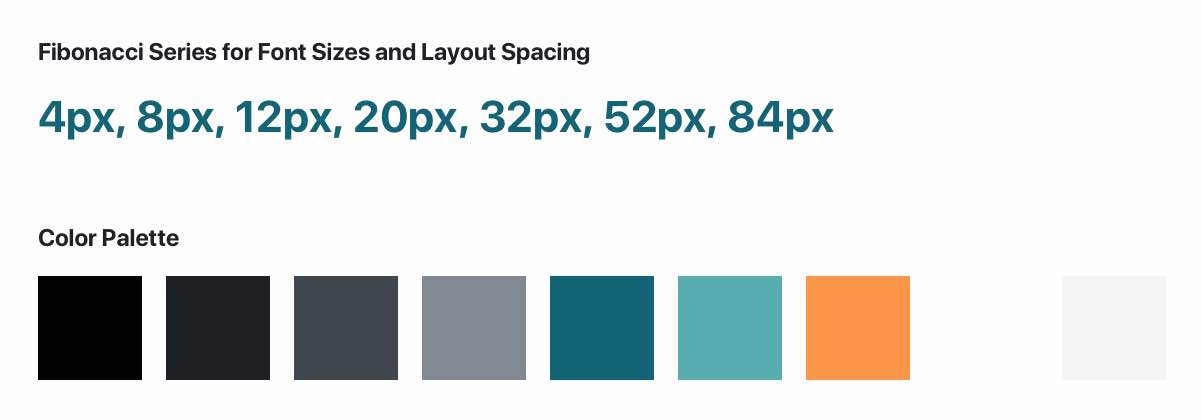 Fibonacci Series for Font Sizes and Layout Spacing
4px, 8px, 12px, 20px, 32px, 52px, 84px
Color Palette